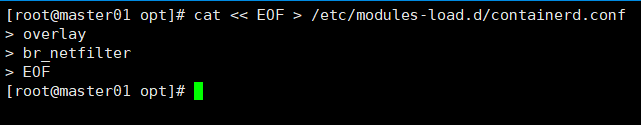 [root@master01 opt]# cat << EOF > /etc/modules-load.d/containerd.conf
> overlay
> br_netfilter
> EOF
[root@master01 opt]#